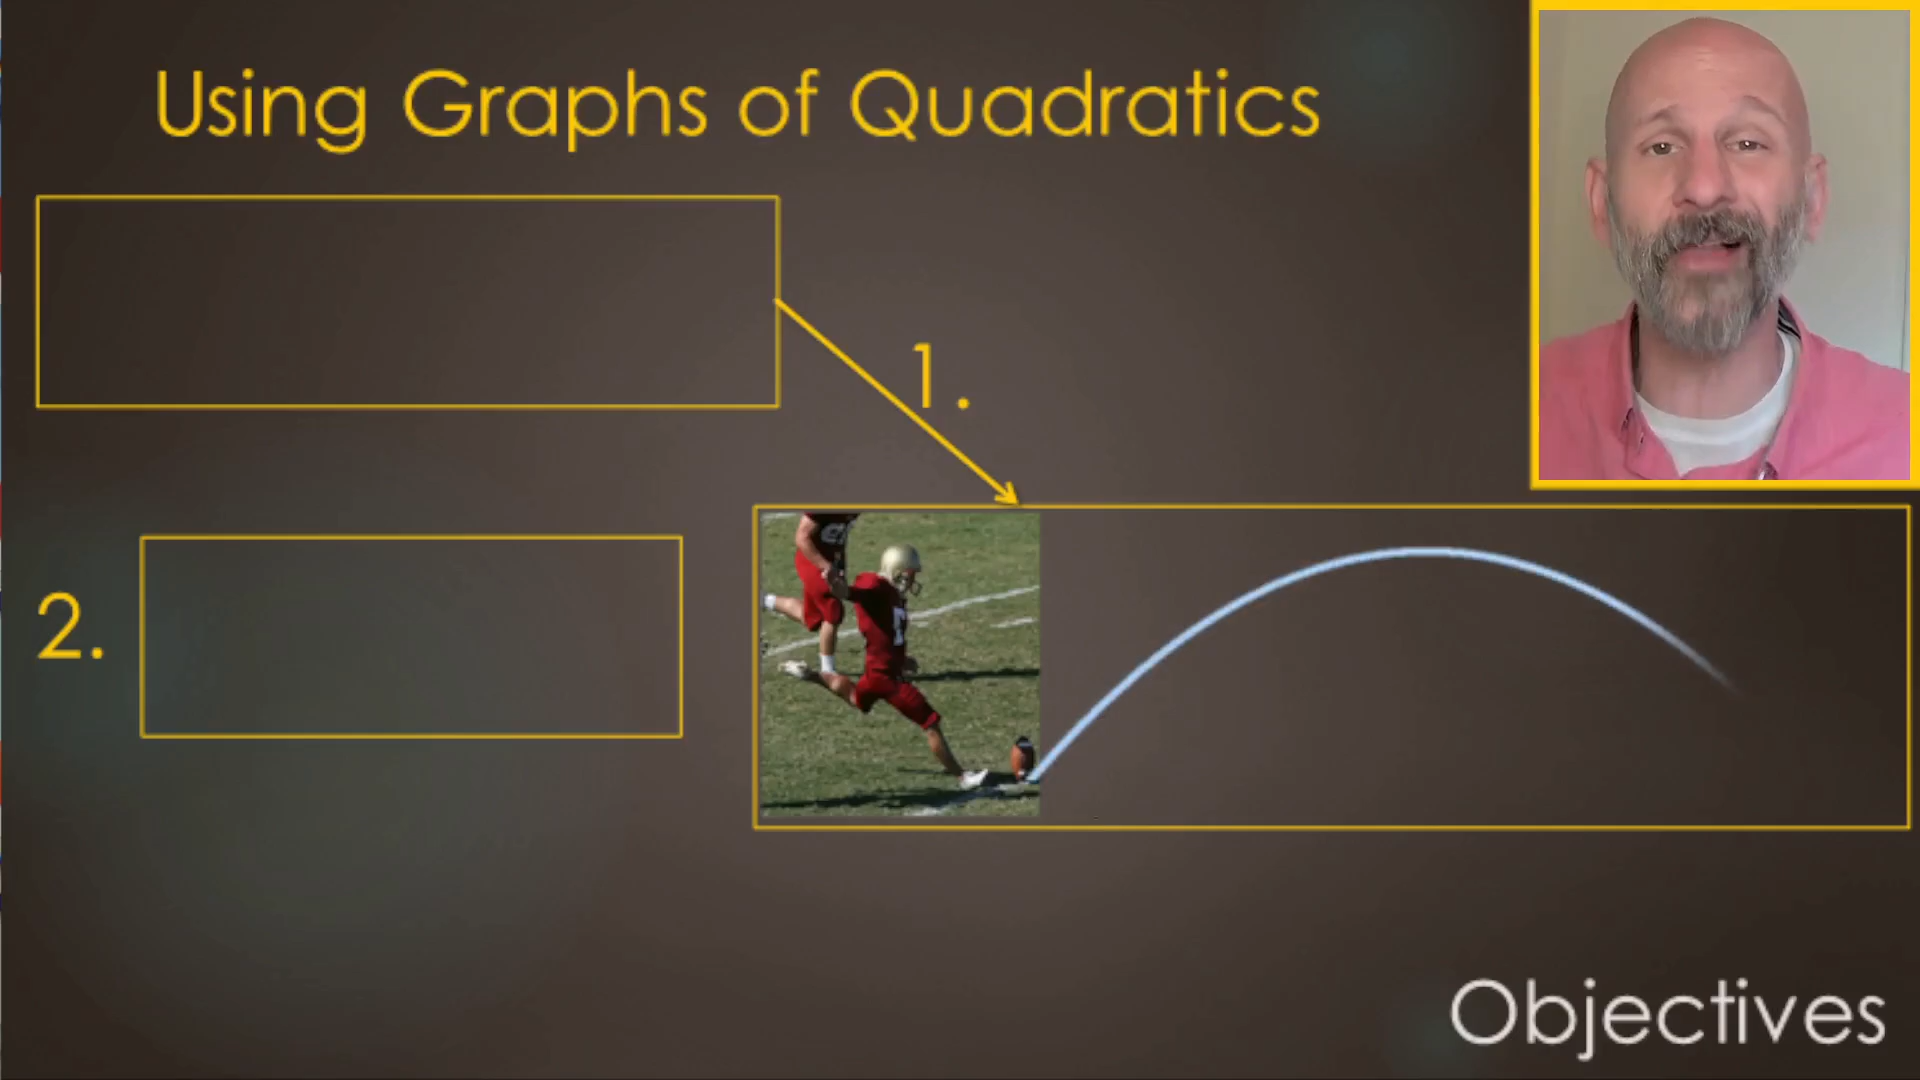 Using Graphs of Quadratics
1.
2.
Objectives